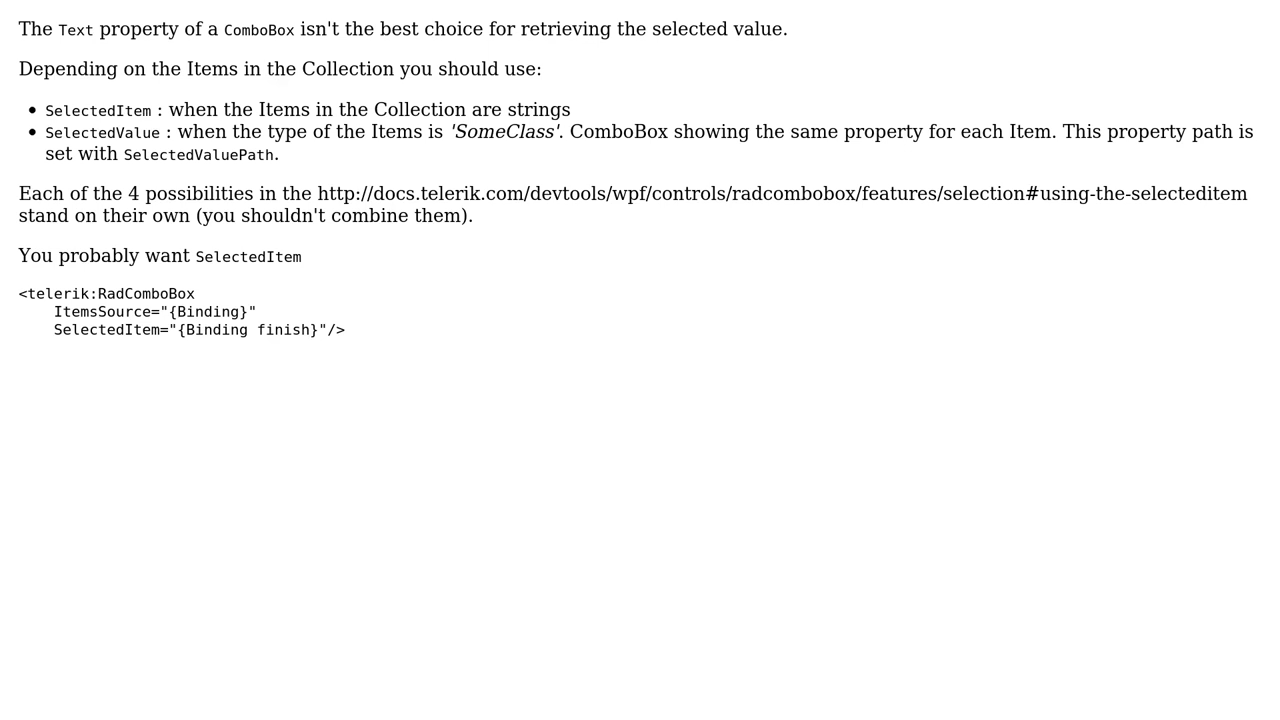 The Text property of a ComboBox isn't the best choice for retrieving the selected value.
Depending on the Items in the Collection you should use:
• SelectedItem : when the Items in the Collection are strings
• SelectedValue : when the type of the Items is 'SomeClass'. ComboBox showing the same property for each Item. This property path is
set with SelectedValuePath.
Each of the 4 possibilities in the http://docs.telerik.com/devtools/wpf/controls/radcombobox/features/selection#using-the-selecteditem
stand on their own (you shouldn't combine them).
You probably want SelectedItem
<telerik:RadComboBox
    ItemsSource="{Binding}"
    SelectedItem="{Binding finish}"/>